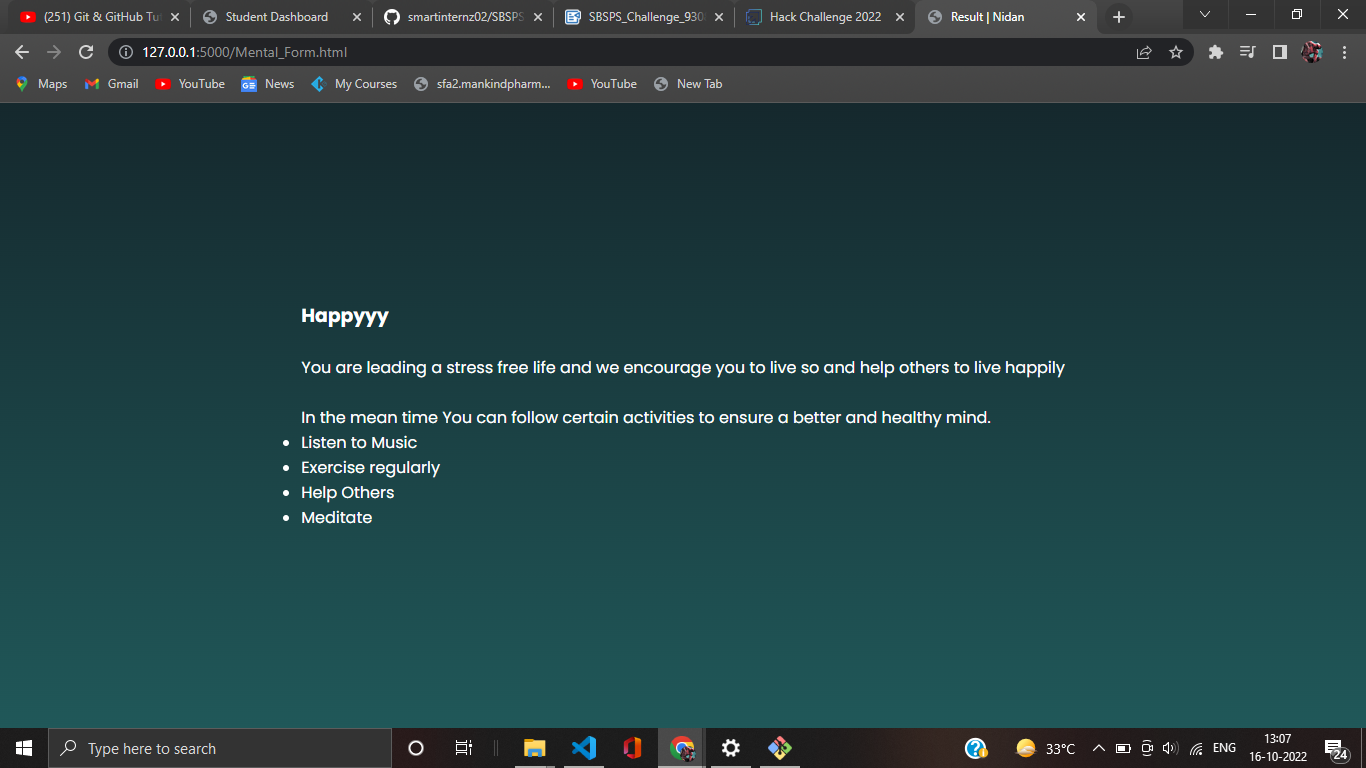 (251) Git & GitHub Tut
Student Dashboard
smartinternz02/SBSPS
SBSPS_Challenge_930
Hack Challenge 2022
Result | Nidan
127.0.0.1:5000/Mental_Form.html
Maps
Gmail
YouTube
News
My Courses
sfa2.mankindpharm...
YouTube
New Tab
Happyyy
You are leading a stress free life and we encourage you to live so and help others to live happily
In the mean time You can follow certain activities to ensure a better and healthy mind.
• Listen to Music
• Exercise regularly
• Help Others
• Meditate
Type here to search
33°C
ENG
13:07
16-10-2022
24